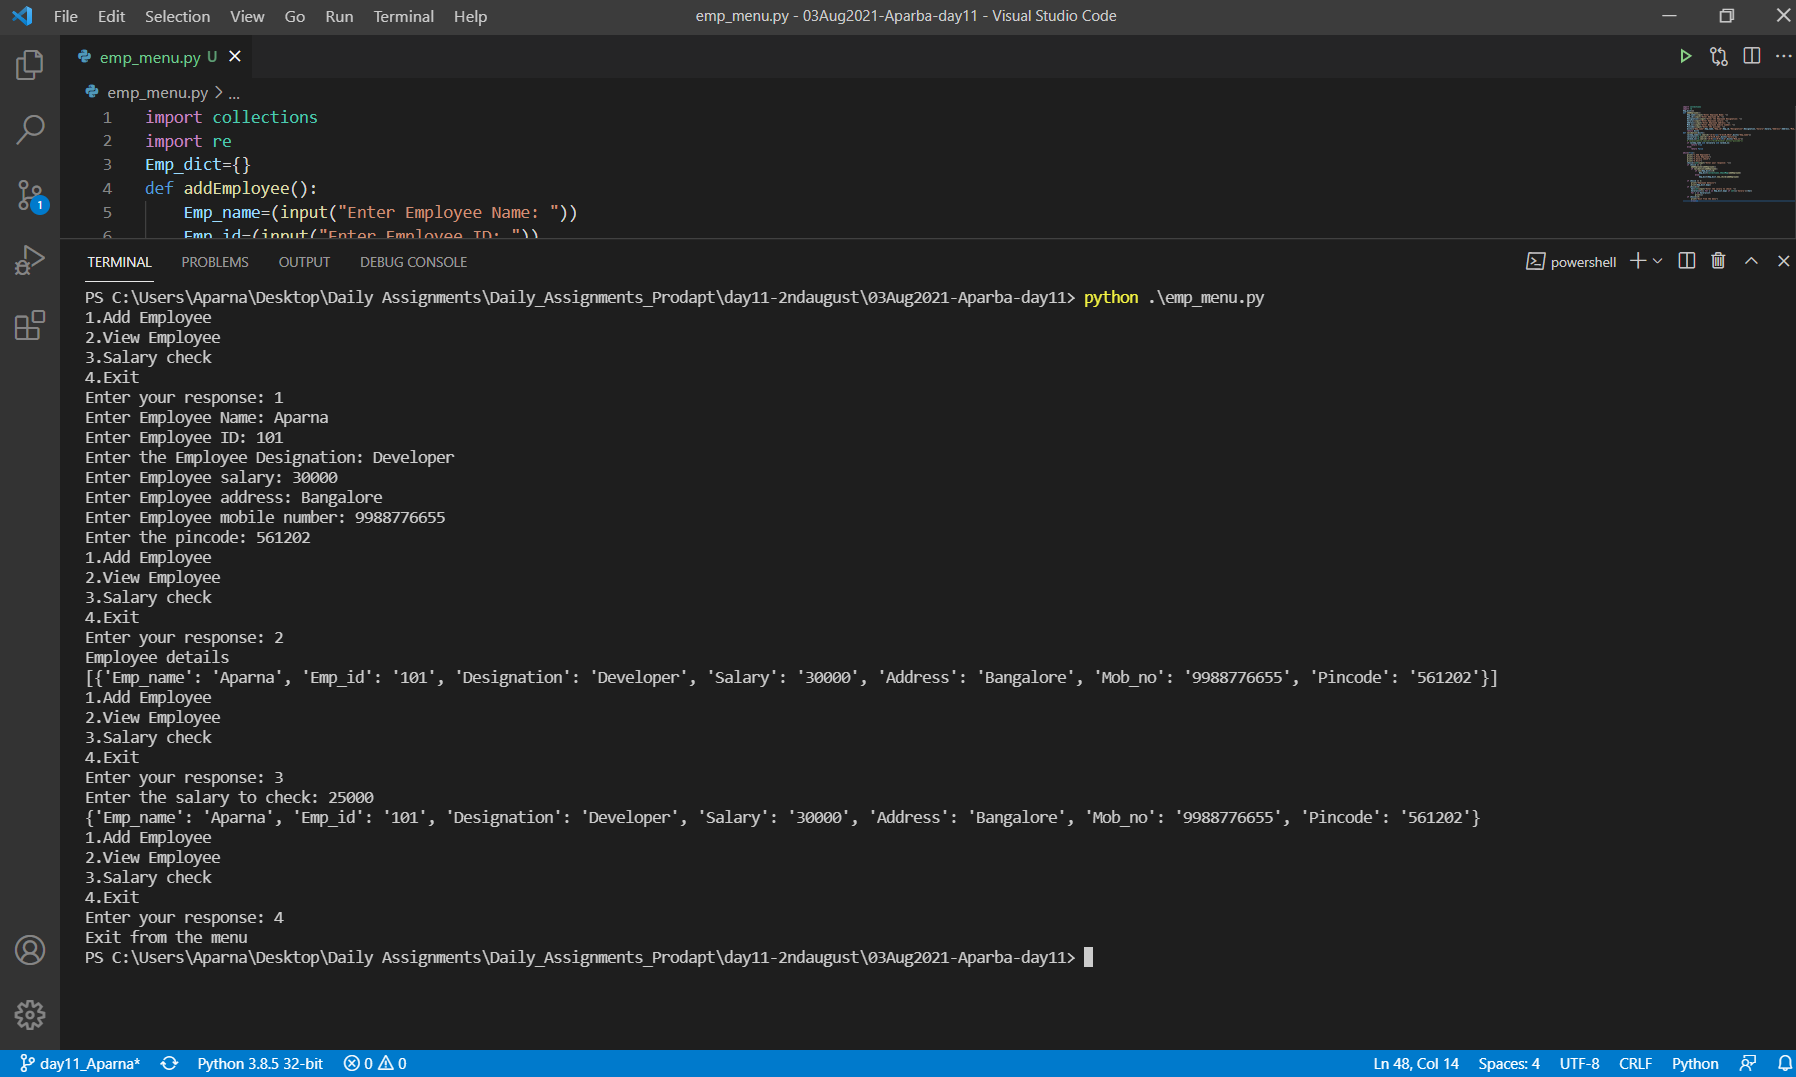 File Edit Selection View Go Run Terminal Help emp_menu.py - 03Aug2021-Aparba-day11 - Visual Studio Code
emp_menu.py U
emp_menu.py > ...
1 import collections
2 import re
3 Emp_dict={}
4 def addEmployee():
5 Emp_name=(input("Enter Employee Name: "))
6 Emp_id=(input("Enter Employee ID: "))
1
TERMINAL PROBLEMS OUTPUT DEBUG CONSOLE powershell
PS C:\Users\Aparna\Desktop\Daily Assignments\Daily_Assignments_Prodapt\day11-2ndaugust\03Aug2021-Aparba-day11> python .\emp_menu.py
1.Add Employee
2.View Employee
3.Salary check
4.Exit
Enter your response: 1
Enter Employee Name: Aparna
Enter Employee ID: 101
Enter the Employee Designation: Developer
Enter Employee salary: 30000
Enter Employee address: Bangalore
Enter Employee mobile number: 9988776655
Enter the pincode: 561202
1.Add Employee
2.View Employee
3.Salary check
4.Exit
Enter your response: 2
Employee details
[{'Emp_name': 'Aparna', 'Emp_id': '101', 'Designation': 'Developer', 'Salary': '30000', 'Address': 'Bangalore', 'Mob_no': '9988776655', 'Pincode': '561202'}]
1.Add Employee
2.View Employee
3.Salary check
4.Exit
Enter your response: 3
Enter the salary to check: 25000
{'Emp_name': 'Aparna', 'Emp_id': '101', 'Designation': 'Developer', 'Salary': '30000', 'Address': 'Bangalore', 'Mob_no': '9988776655', 'Pincode': '561202'}
1.Add Employee
2.View Employee
3.Salary check
4.Exit
Enter your response: 4
Exit from the menu
PS C:\Users\Aparna\Desktop\Daily Assignments\Daily_Assignments_Prodapt\day11-2ndaugust\03Aug2021-Aparba-day11>
day11_Aparna* Python 3.8.5 32-bit 0 0 Ln 48, Col 14 Spaces: 4 UTF-8 CRLF Python